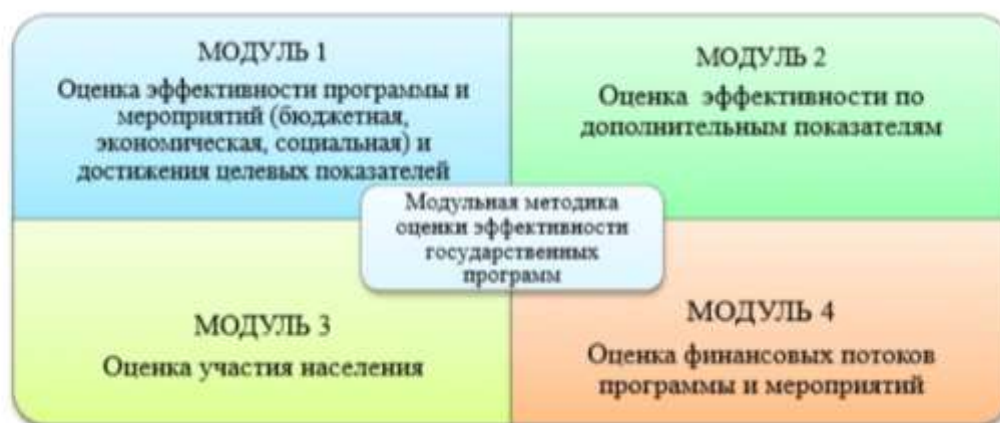 МОДУЛЬ 1
Оценка эффективности программы и
мероприятий (бюджетная,
экономическая, социальная) и
достижения целевых показателей
МОДУЛЬ 2
Оценка эффективности по
дополнительным показателям
Модульная методика
оценки эффективности
государственных
программ
МОДУЛЬ 3
Оценка участия населения
МОДУЛЬ 4
Оценка финансовых потоков
программы и мероприятий